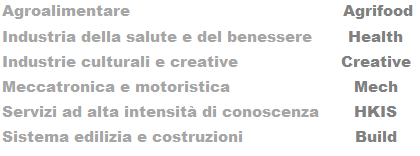 Agroalimentare Agrifood
Industria della salute e del benessere Health
Industrie culturali e creative Creative
Meccatronica e motoristica Mech
Servizi ad alta intensità di conoscenza HKIS
Sistema edilizia e costruzioni Build